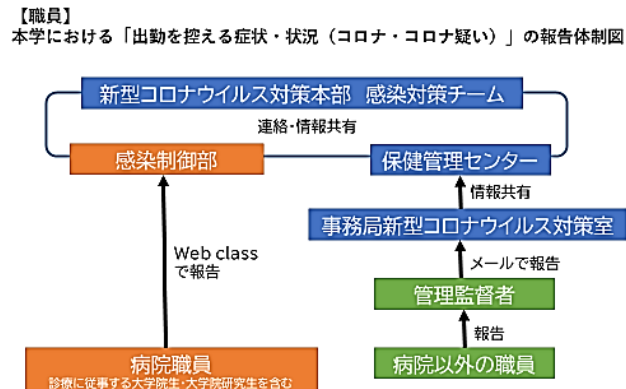 【職員】
本学における「出勤を控える症状・状況（コロナ・コロナ疑い）」の報告体制図
新型コロナウイルス対策本部 感染対策チーム
連絡・情報共有
感染制御部
保健管理センター
情報共有
事務局新型コロナウイルス対策室
Web class
で報告
メールで報告
管理監督者
報告
病院職員
診療に従事する大学院生・大学院研究生を含む
病院以外の職員